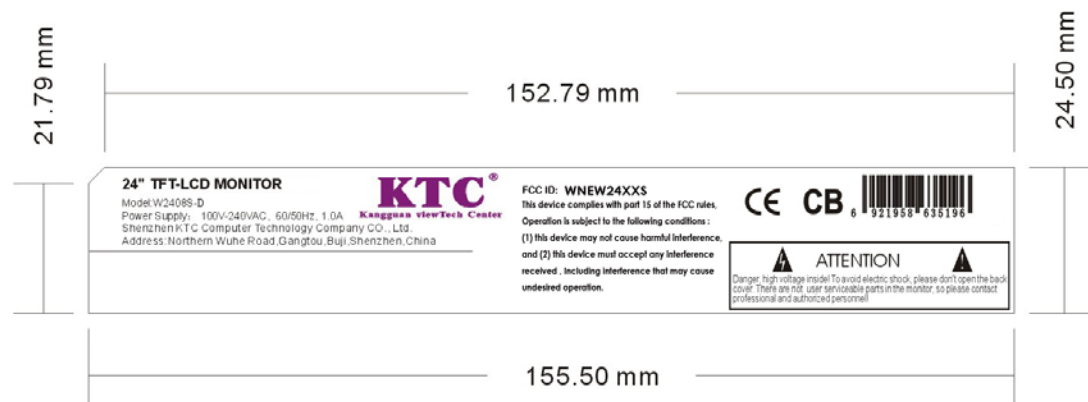 21.79 mm
152.79 mm
24.50 mm
24" TFT-LCD MONITOR
Model:W2408S-D
Power Supply: 100V-240VAC, 60/50Hz, 1.0A
Shenzhen KTC Computer Technology Company CO., Ltd.
Address:Northern Wuhe Road,Gangtou,Buji,Shenzhen,China
KTC®
Kangguan viewTech Center
FCC ID: WNEW24XXS
This device complies with part 15 of the FCC rules,
Operation is subject to the following conditions :
(1) this device may not cause harmful interference,
and (2) this device must accept any interference
received , Including interference that may cause
undesired operation.
CE CB
6 921958 635196
ATTENTION
Danger, high voltage inside! To avoid electric shock, please don't open the back
cover. There are not user serviceable parts in the monitor, so please contact
professional and authorized personnel!
155.50 mm